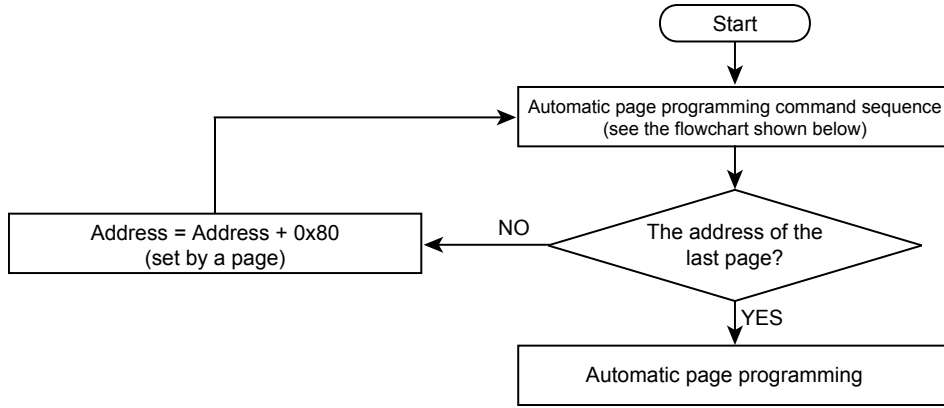 Start
Automatic page programming command sequence
(see the flowchart shown below)
Address = Address + 0x80
(set by a page)
NO
The address of the
last page?
YES
Automatic page programming